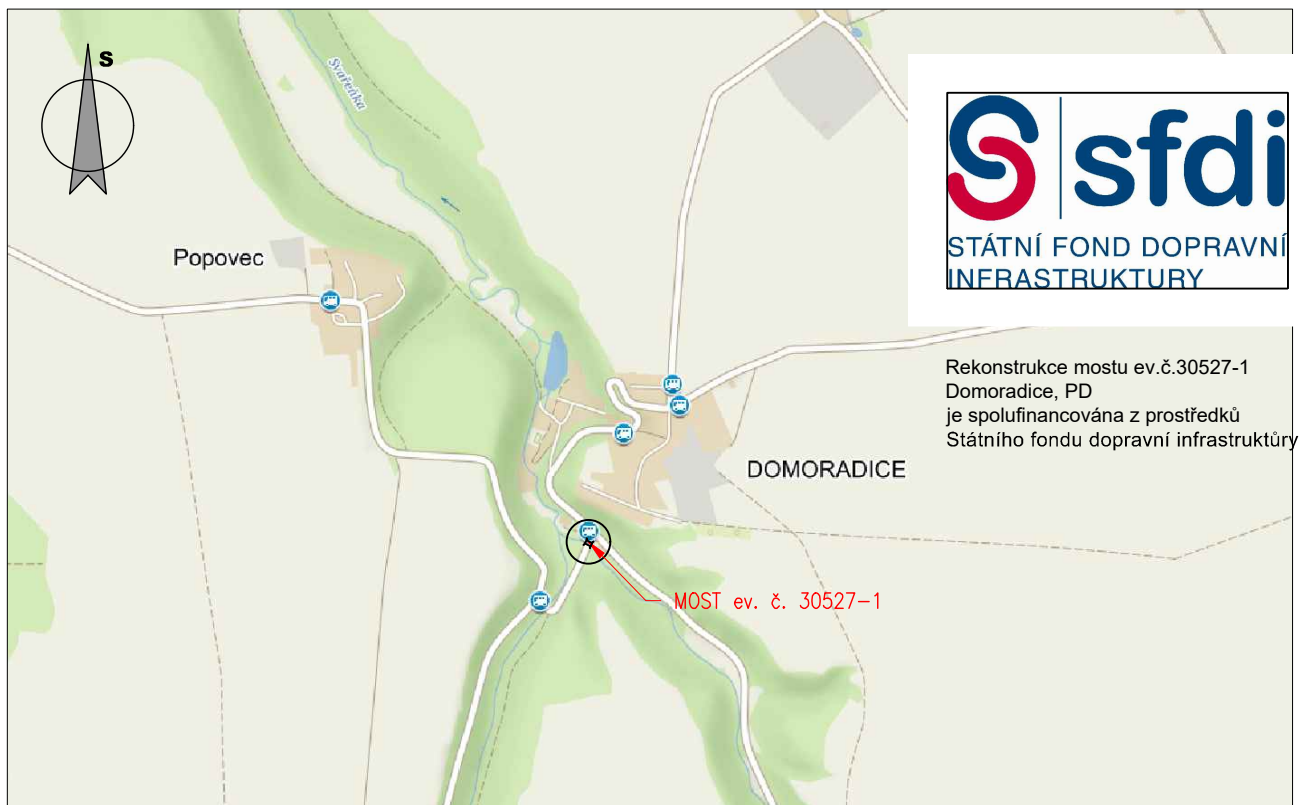 S
Svařeňka
sfdi
STÁTNÍ FOND DOPRAVNÍ
INFRASTRUKTURY
Popovec
Rekonstrukce mostu ev.č.30527-1
Domoradice, PD
je spolufinancována z prostředků
Státního fondu dopravní infrastruktůry
DOMORADICE
MOST ev. č. 30527-1